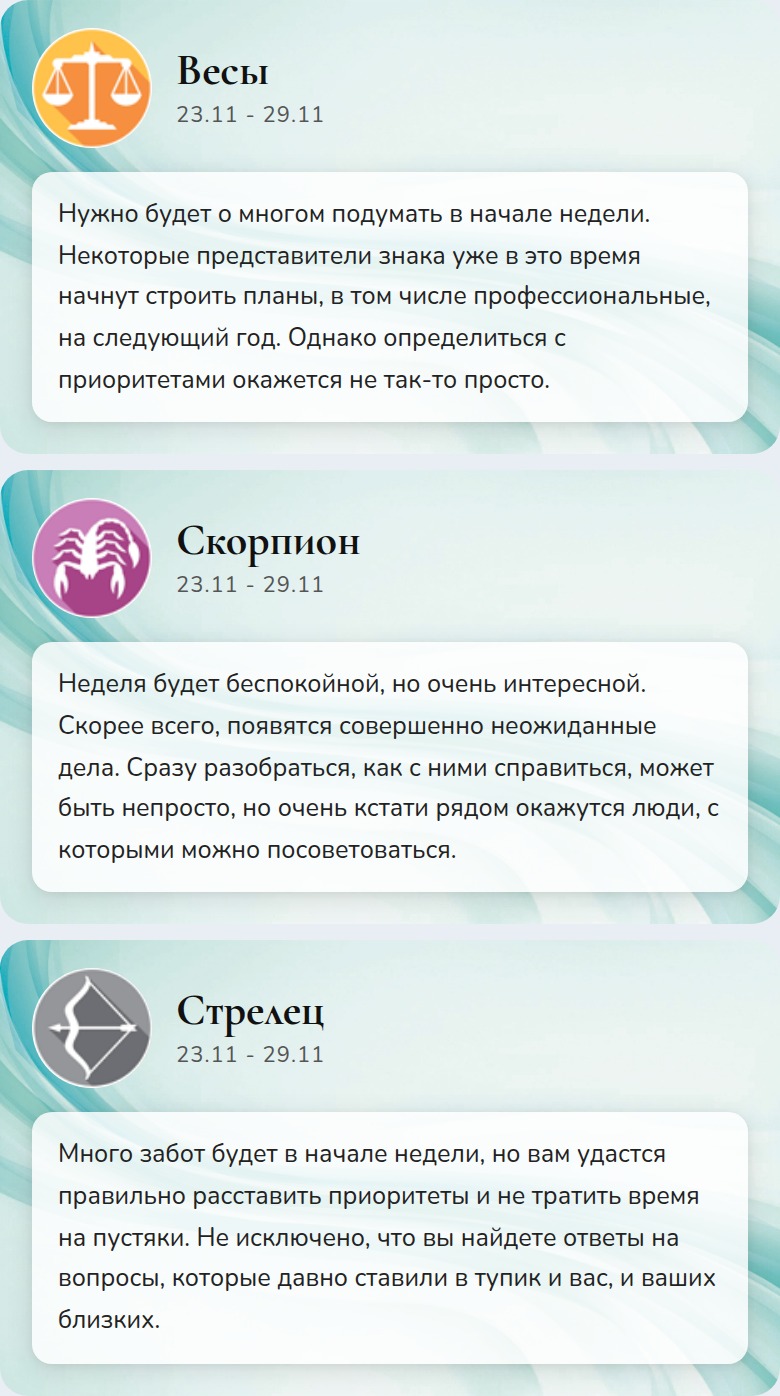 Весы
23.11 - 29.11
Нужно будет о многом подумать в начале недели.
Некоторые представители знака уже в это время
начнут строить планы, в том числе профессиональные,
на следующий год. Однако определиться с
приоритетами окажется не так-то просто.
Скорпион
23.11 - 29.11
Неделя будет беспокойной, но очень интересной.
Скорее всего, появятся совершенно неожиданные
дела. Сразу разобраться, как с ними справиться, может
быть непросто, но очень кстати рядом окажутся люди, с
которыми можно посоветоваться.
Стрелец
23.11 - 29.11
Много забот будет в начале недели, но вам удастся
правильно расставить приоритеты и не тратить время
на пустяки. Не исключено, что вы найдете ответы на
вопросы, которые давно ставили в тупик и вас, и ваших
близких.